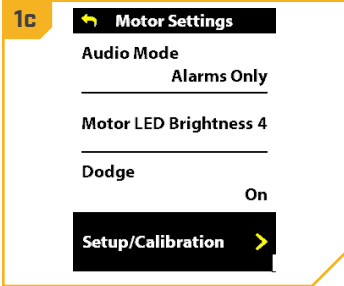 1c
Motor Settings
Audio Mode
Alarms Only
Motor LED Brightness 4
Dodge
On
Setup/Calibration